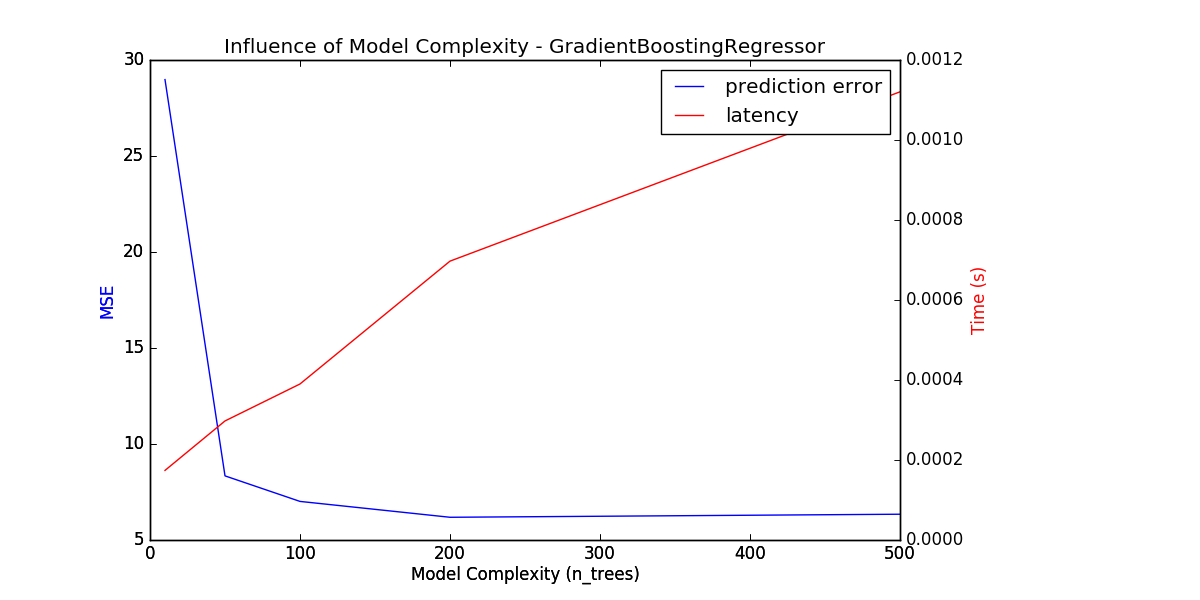 Influence of Model Complexity - GradientBoostingRegressor
prediction error
latency
30
25
20
15
10
5
MSE
0.0012
0.0010
0.0008
0.0006
0.0004
0.0002
0.0000
Time (s)
0 100 200 300 400 500
Model Complexity (n_trees)